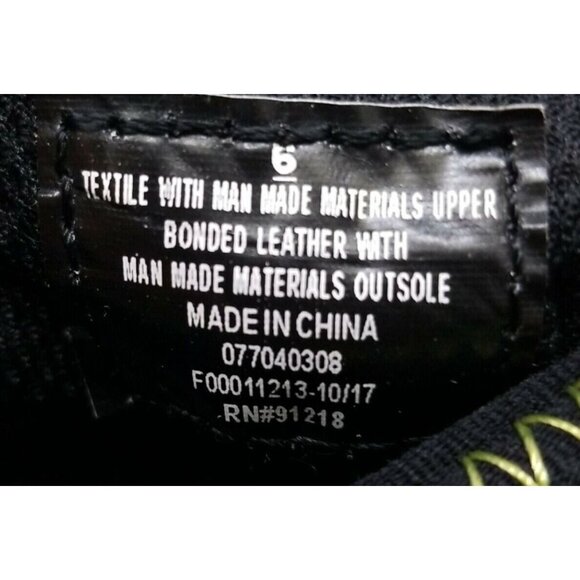 6
TEXTILE WITH MAN MADE MATERIALS UPPER
BONDED LEATHER WITH
MAN MADE MATERIALS OUTSOLE
MADE IN CHINA
077040308
F00011213-10/17
RN#91218